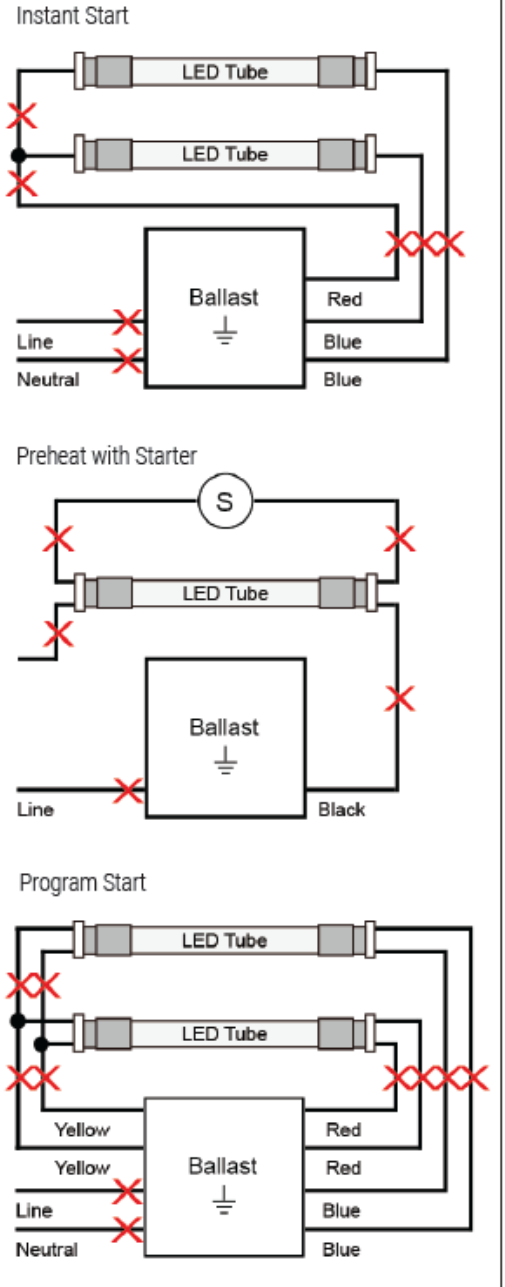 Instant Start
LED Tube
LED Tube
Ballast
Red
Line
Blue
Neutral
Blue
Preheat with Starter
S
LED Tube
Ballast
Line
Black
Program Start
LED Tube
LED Tube
Yellow
Red
Yellow
Ballast
Red
Line
Blue
Neutral
Blue